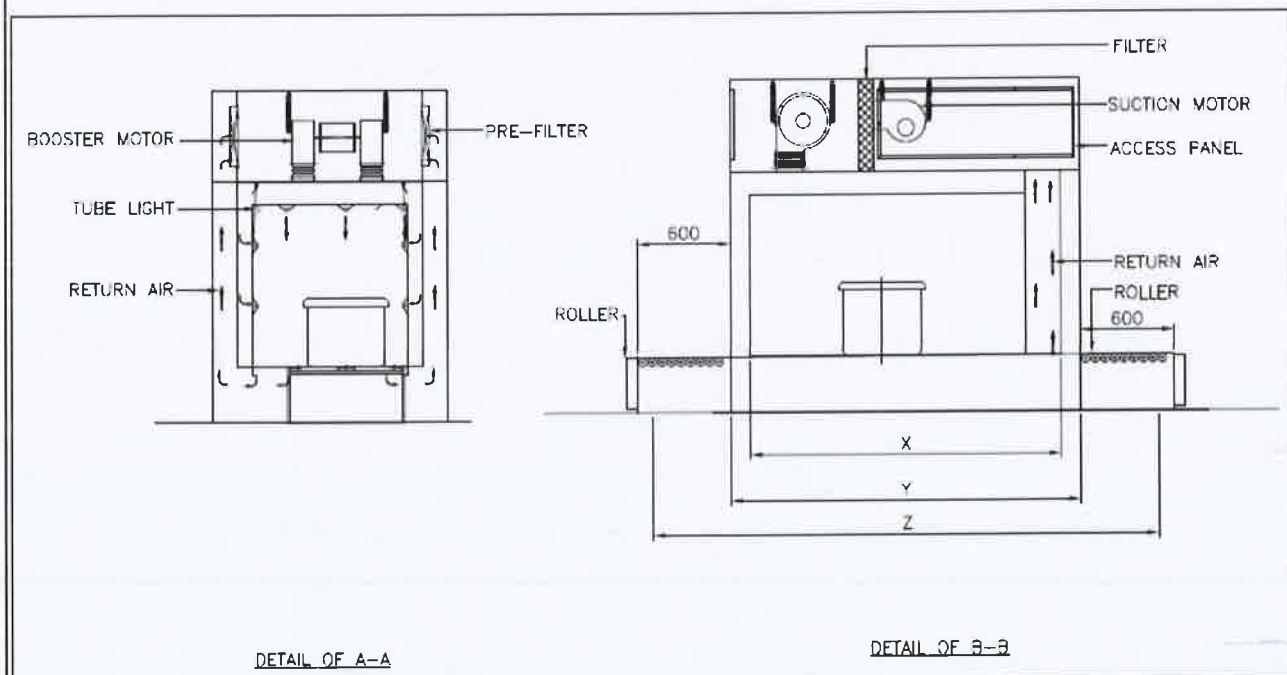 BOOSTER MOTOR
PRE-FILTER
TUBE LIGHT
RETURN AIR
DETAIL OF A-A
FILTER
SUCTION MOTOR
ACCESS PANEL
600
RETURN AIR
ROLLER
600
ROLLER
X
Y
Z
DETAIL OF B-B